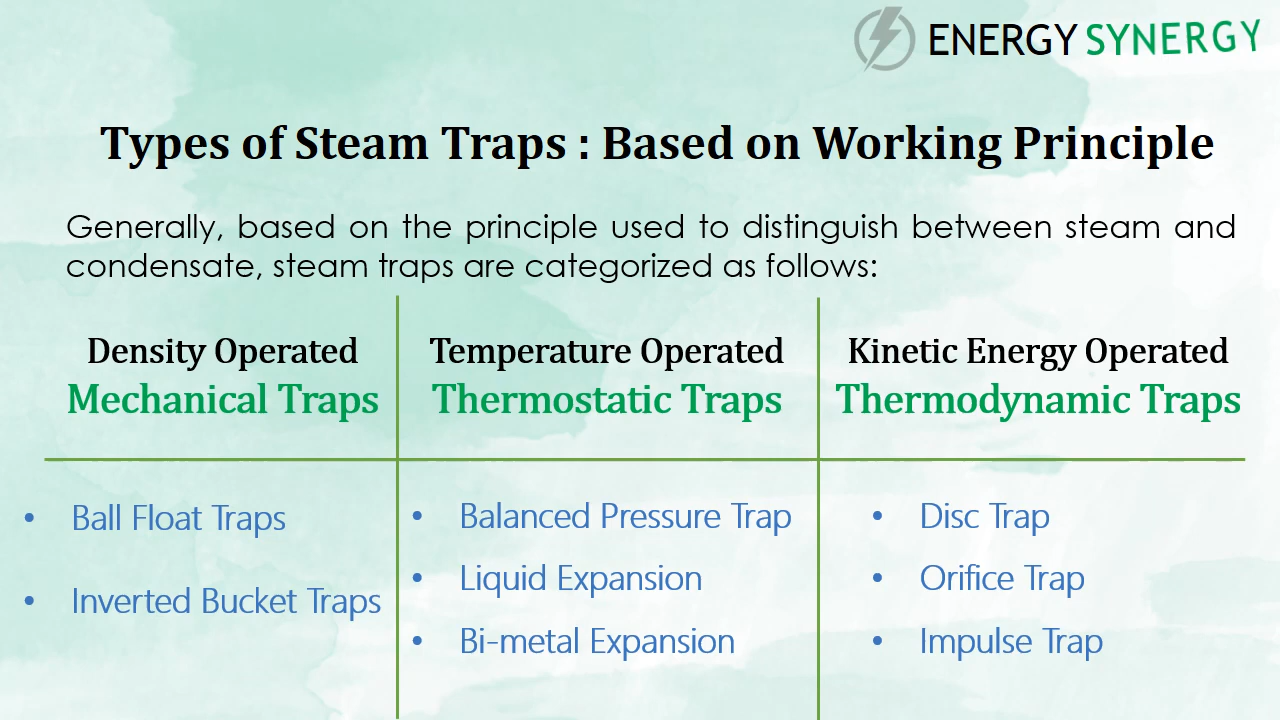 ENERGY SYNERGY
Types of Steam Traps : Based on Working Principle
Generally, based on the principle used to distinguish between steam and
condensate, steam traps are categorized as follows:
Density Operated
Mechanical Traps
Temperature Operated
Thermostatic Traps
Kinetic Energy Operated
Thermodynamic Traps
• Ball Float Traps
• Inverted Bucket Traps
• Balanced Pressure Trap
• Liquid Expansion
• Bi-metal Expansion
• Disc Trap
• Orifice Trap
• Impulse Trap